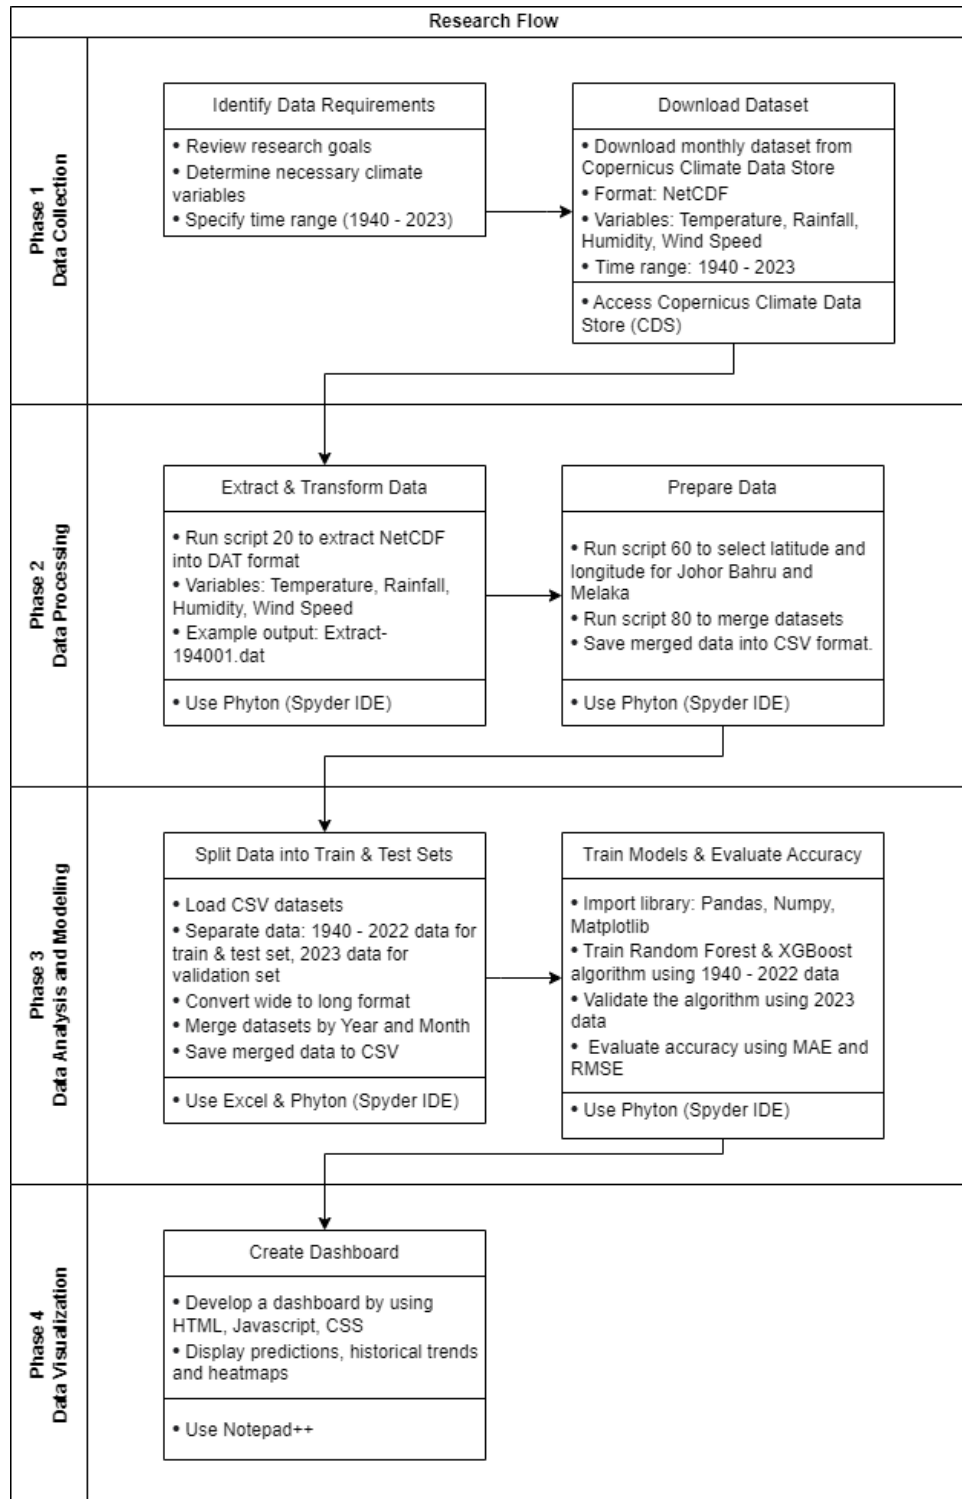 Research Flow
Phase 1
Data Collection
Identify Data Requirements
• Review research goals
• Determine necessary climate
variables
• Specify time range (1940 - 2023)
Download Dataset
• Download monthly dataset from
Copernicus Climate Data Store
• Format: NetCDF
• Variables: Temperature, Rainfall,
Humidity, Wind Speed
• Time range: 1940 - 2023
• Access Copernicus Climate Data
Store (CDS)
Phase 2
Data Processing
Extract & Transform Data
• Run script 20 to extract NetCDF
into DAT format
• Variables: Temperature, Rainfall,
Humidity, Wind Speed
• Example output: Extract-
194001.dat
• Use Phyton (Spyder IDE)
Prepare Data
• Run script 60 to select latitude and
longitude for Johor Bahru and
Melaka
• Run script 80 to merge datasets
• Save merged data into CSV format.
• Use Phyton (Spyder IDE)
Phase 3
Data Analysis and Modeling
Split Data into Train & Test Sets
• Load CSV datasets
• Separate data: 1940 - 2022 data for
train & test set, 2023 data for
validation set
• Convert wide to long format
• Merge datasets by Year and Month
• Save merged data to CSV
• Use Excel & Phyton (Spyder IDE)
Train Models & Evaluate Accuracy
• Import library: Pandas, Numpy,
Matplotlib
• Train Random Forest & XGBoost
algorithm using 1940 - 2022 data
• Validate the algorithm using 2023
data
• Evaluate accuracy using MAE and
RMSE
• Use Phyton (Spyder IDE)
Phase 4
Data Visualization
Create Dashboard
• Develop a dashboard by using
HTML, Javascript, CSS
• Display predictions, historical trends
and heatmaps
• Use Notepad++